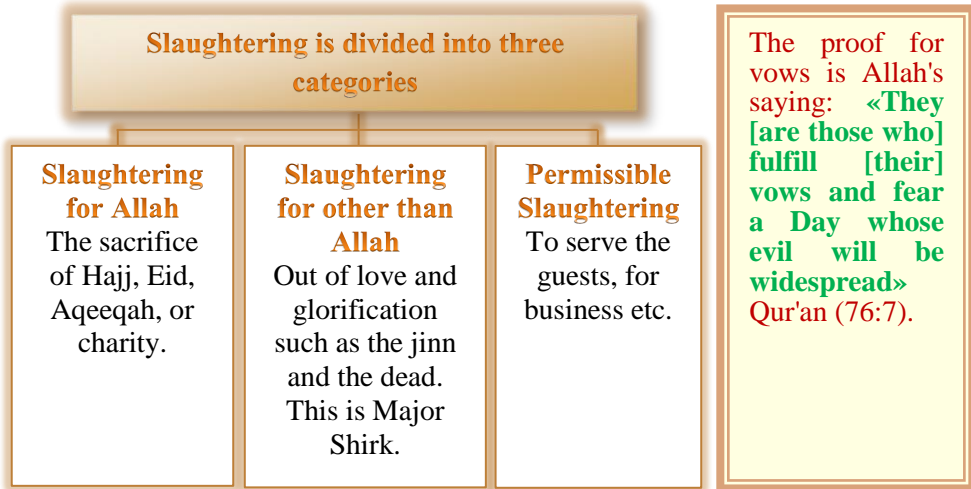 Slaughtering is divided into three
categories
Slaughtering
for Allah
The sacrifice
of Hajj, Eid,
Aqeeqah, or
charity.
Slaughtering
for other than
Allah
Out of love and
glorification
such as the jinn
and the dead.
This is Major
Shirk.
Permissible
Slaughtering
To serve the
guests, for
business etc.
The proof for
vows is Allah's
saying: «They
[are those who]
fulfill [their]
vows and fear
a Day whose
evil will be
widespread»
Qur'an (76:7).